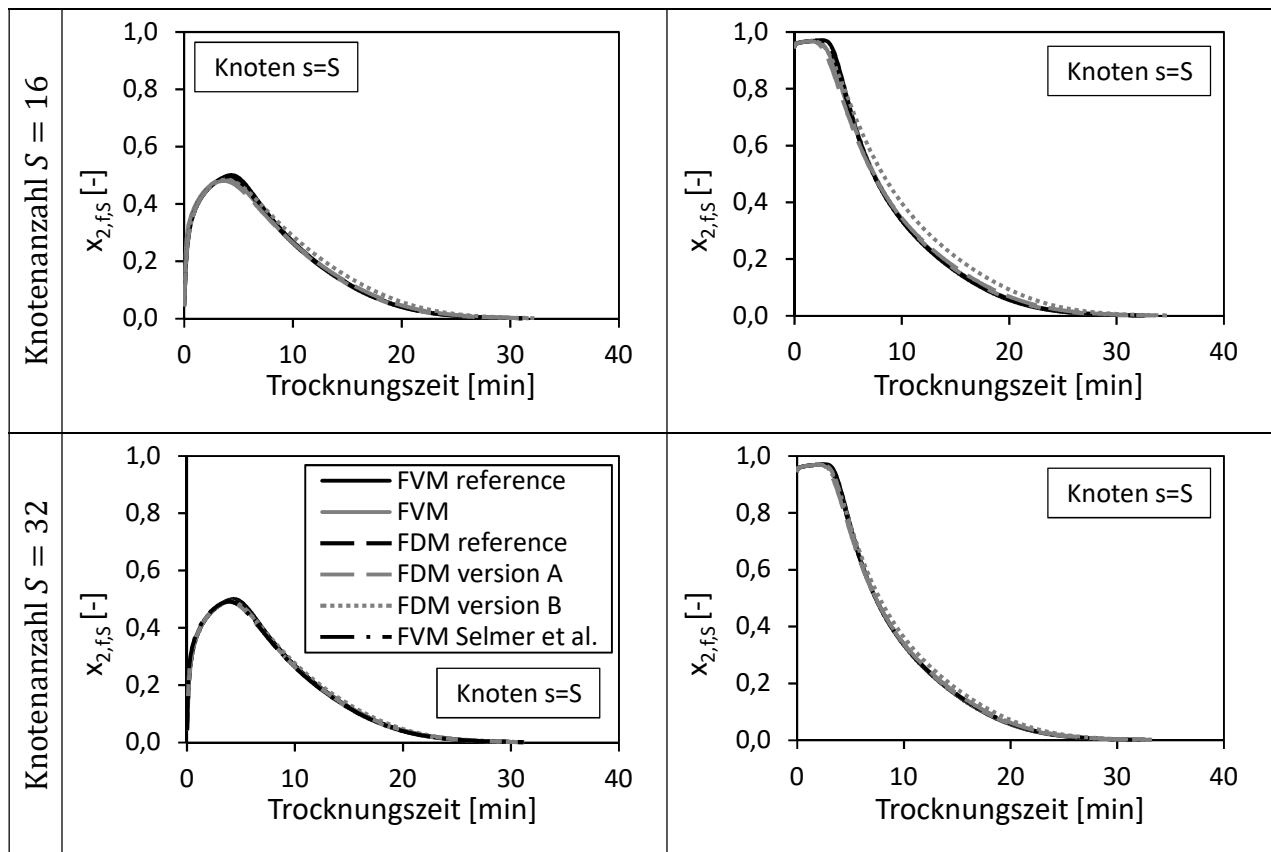 Knotenanzahl S = 16
x2,f,S [-]
1,0
0,8
0,6
0,4
0,2
0,0
Knoten s=S
0 10 20 30 40
Trocknungszeit [min]
x2,f,S [-]
1,0
0,8
0,6
0,4
0,2
0,0
Knoten s=S
0 10 20 30 40
Trocknungszeit [min]
Knotenanzahl S = 32
x2,f,S [-]
1,0
0,8
0,6
0,4
0,2
0,0
FVM reference
FVM
FDM reference
FDM version A
FDM version B
FVM Selmer et al.
Knoten s=S
0 10 20 30 40
Trocknungszeit [min]
x2,f,S [-]
1,0
0,8
0,6
0,4
0,2
0,0
Knoten s=S
0 10 20 30 40
Trocknungszeit [min]